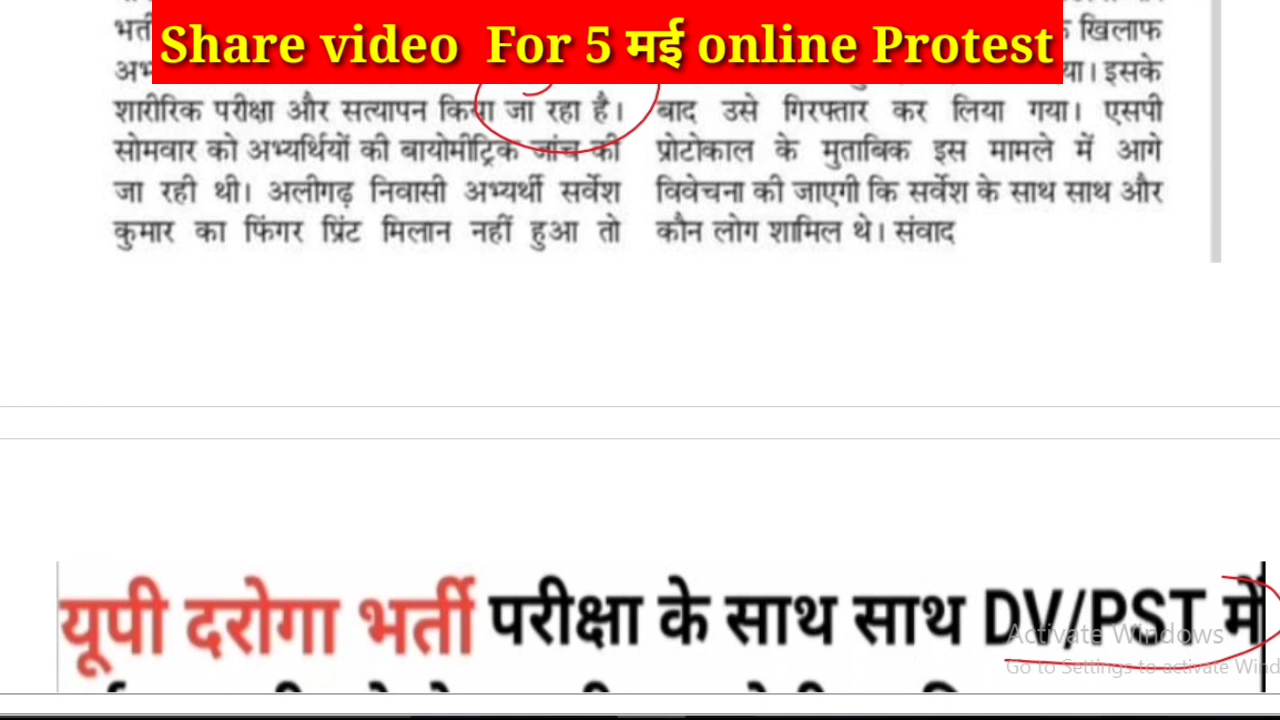 Share video For 5 मई online Protest
खिलाफ
इसके
शारीरिक परीक्षा और सत्यापन किया जा रहा है।
सोमवार को अभ्यर्थियों की बायोमीट्रिक जांच की
जा रही थी। अलीगढ़ निवासी अभ्यर्थी सर्वेश
कुमार का फिंगर प्रिंट मिलान नहीं हुआ तो
बाद उसे गिरफ्तार कर लिया गया। एसपी
प्रोटोकाल के मुताबिक इस मामले में आगे
विवेचना की जाएगी कि सर्वेश के साथ साथ और
कौन लोग शामिल थे। संवाद
यूपी दरोगा भर्ती परीक्षा के साथ साथ DV/PST में
Activate Windows
Go to Settings to activate Wind